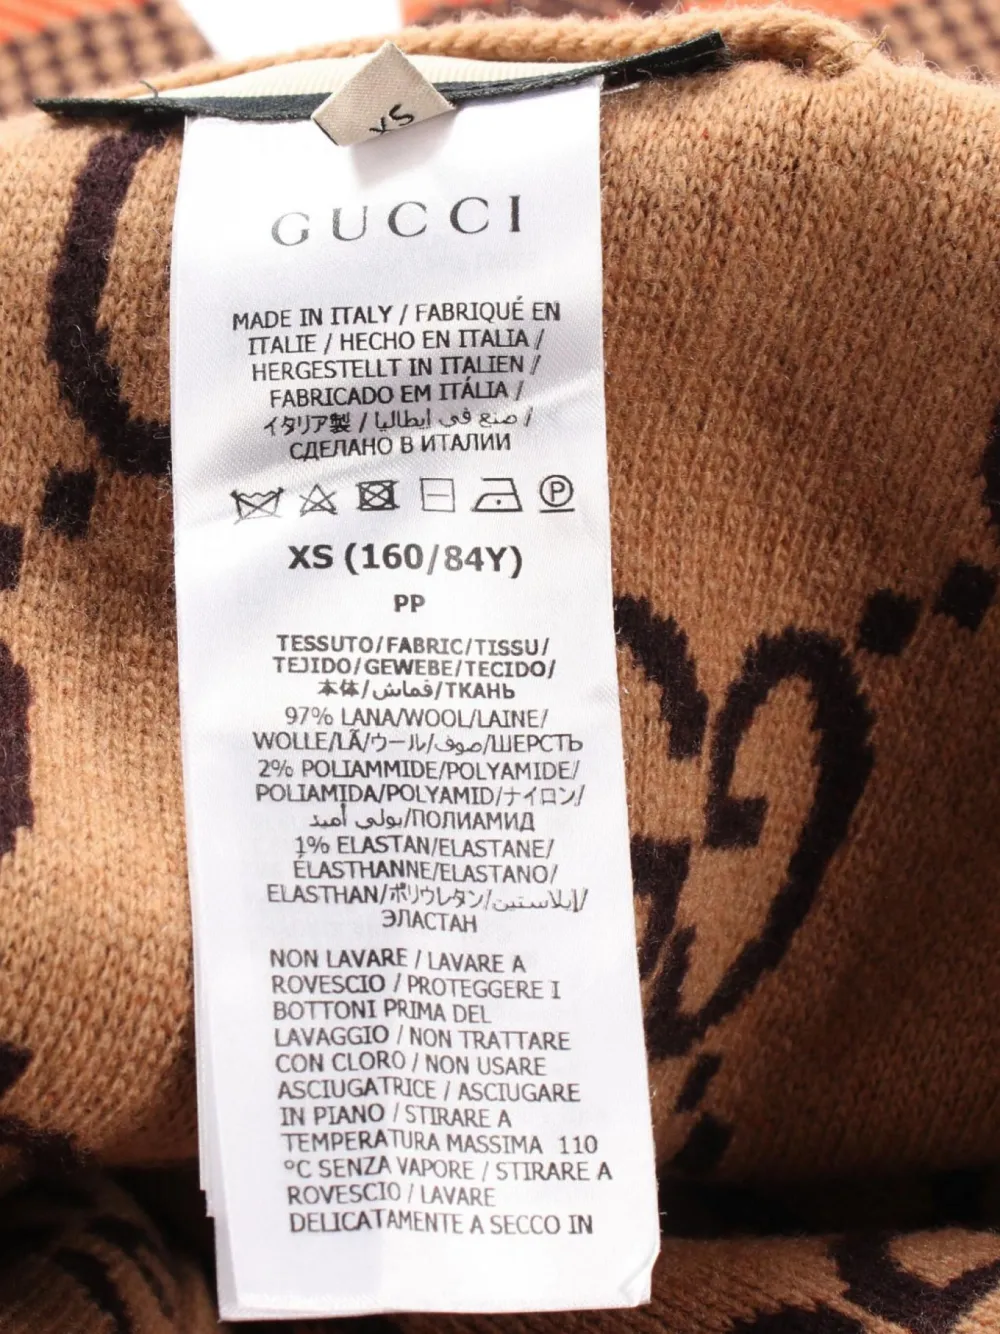 XS
GUCCI
MADE IN ITALY / FABRIQUÉ EN
ITALIE / HECHO EN ITALIA /
HERGESTELLT IN ITALIEN /
FABRICADO EM ITÁLIA /
イタリア製 / صنع في إيطاليا /
СДЕЛАНО В ИТАЛИИ
P
XS (160/84Y)
PP
TESSUTO/FABRIC/TISSU/
TEJIDO/GEWEBE/TECIDO/
本体/قماش/ТКАНЬ
97% LANA/WOOL/LAINE/
WOLLE/LÃ/ウール/صوف/ШЕРСТЬ
2% POLIAMMIDE/POLYAMIDE/
POLIAMIDA/POLYAMID/ナイロン/
بولي أميد/ПОЛИАМИД
1% ELASTAN/ELASTANE/
ÉLASTHANNE/ELASTANO/
ELASTHAN/ポリウレタン/إيلاستين/
ЭЛАСТАН
NON LAVARE / LAVARE A
ROVESCIO / PROTEGGERE I
BOTTONI PRIMA DEL
LAVAGGIO / NON TRATTARE
CON CLORO / NON USARE
ASCIUGATRICE / ASCIUGARE
IN PIANO / STIRARE A
TEMPERATURA MASSIMA 110
°C SENZA VAPORE / STIRARE A
ROVESCIO / LAVARE
DELICATAMENTE A SECCO IN